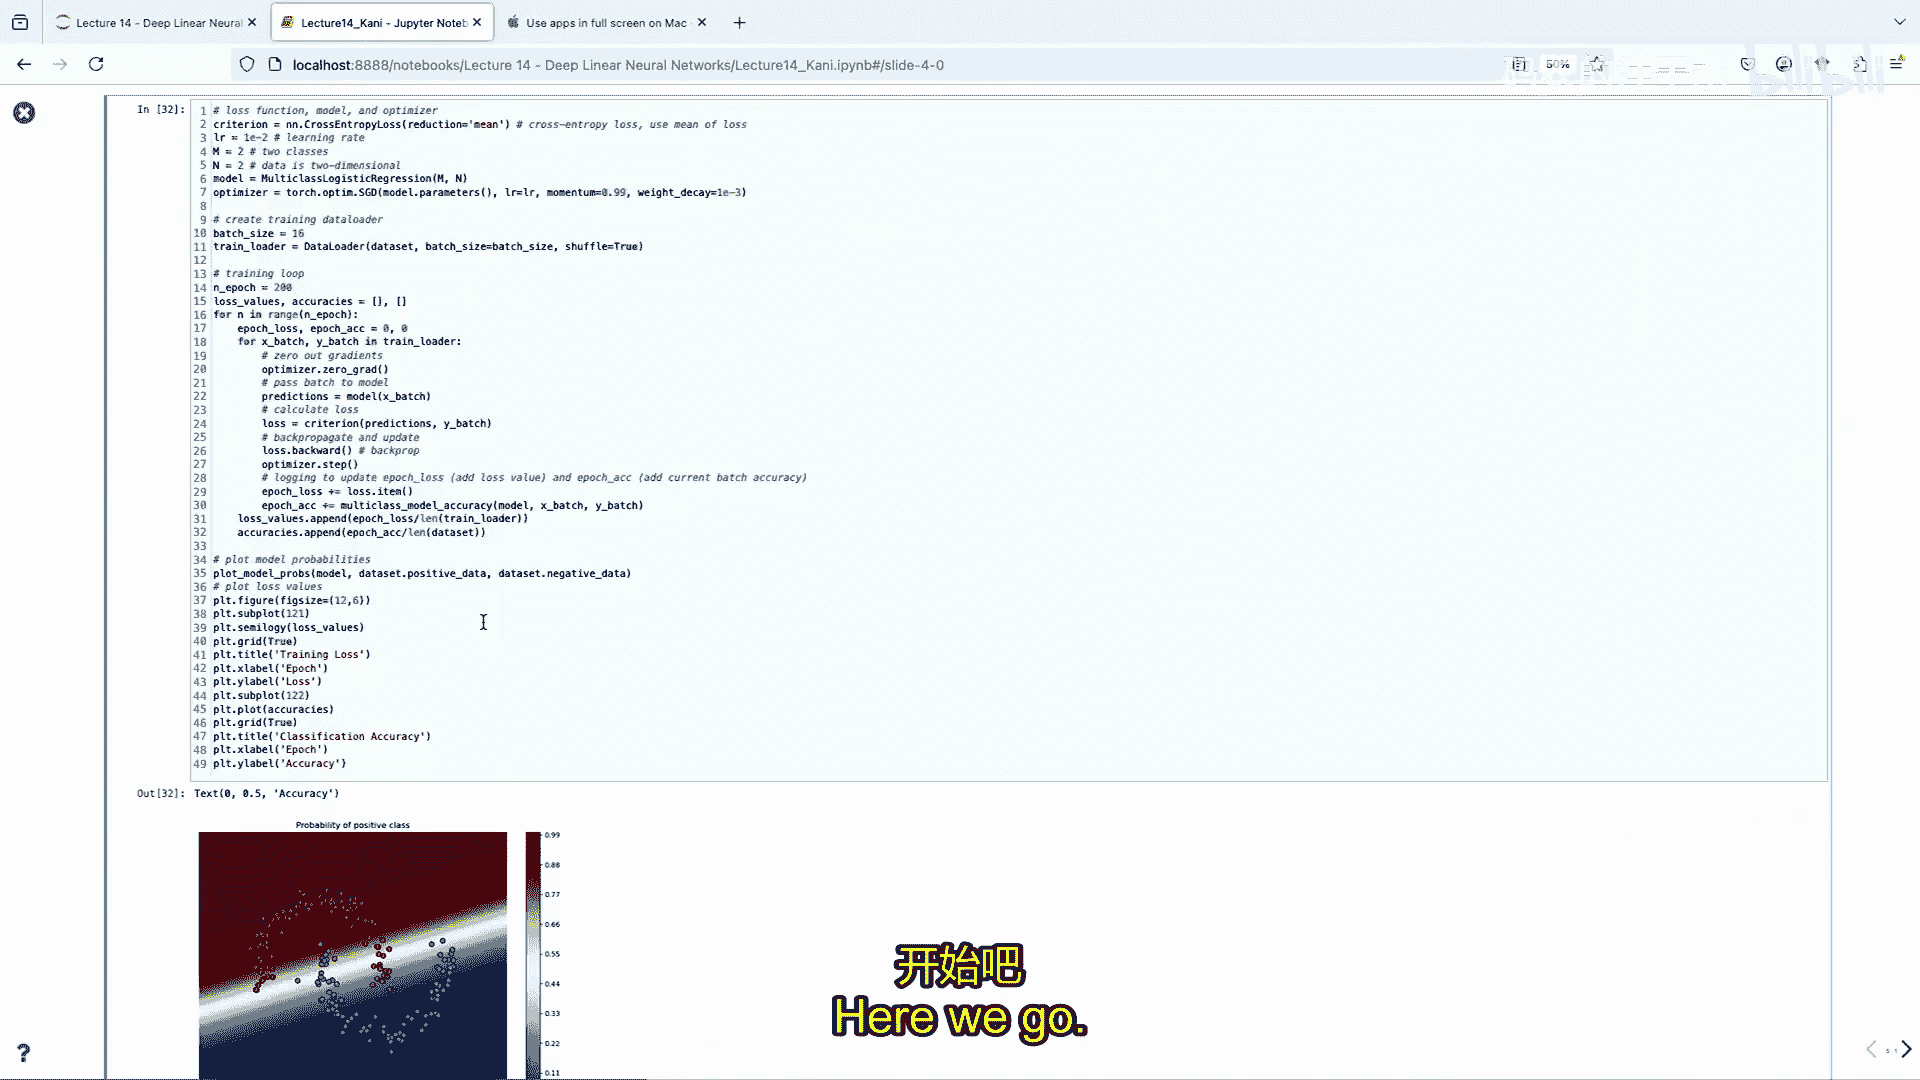 Lecture 14 - Deep Linear Neural
Lecture14_Kani - Jupyter Noteb
Use apps in full screen on Mac
localhost:8888/notebooks/Lecture 14 - Deep Linear Neural Networks/Lecture14_Kani.ipynb#/slide-4-0
50%
In [32]:
1 # loss function, model, and optimizer
2 criterion = nn.CrossEntropyLoss(reduction='mean') # cross-entropy loss, use mean of loss
3 lr = 1e-2 # learning rate
4 M = 2 # two classes
5 N = 2 # data is two-dimensional
6 model = MulticlassLogisticRegression(M, N)
7 optimizer = torch.optim.SGD(model.parameters(), lr=lr, momentum=0.99, weight_decay=1e-3)
8
9 # create training dataloader
10 batch_size = 16
11 train_loader = DataLoader(dataset, batch_size=batch_size, shuffle=True)
12
13 # training loop
14 n_epoch = 200
15 loss_values, accuracies = [], []
16 for n in range(n_epoch):
17 epoch_loss, epoch_acc = 0, 0
18 for x_batch, y_batch in train_loader:
19 # zero out gradients
20 optimizer.zero_grad()
21 # pass batch to model
22 predictions = model(x_batch)
23 # calculate loss
24 loss = criterion(predictions, y_batch)
25 # backpropagate and update
26 loss.backward() # backprop
27 optimizer.step()
28 # logging to update epoch_loss (add loss value) and epoch_acc (add current batch accuracy)
29 epoch_loss += loss.item()
30 epoch_acc += multiclass_model_accuracy(model, x_batch, y_batch)
31 loss_values.append(epoch_loss/len(train_loader))
32 accuracies.append(epoch_acc/len(dataset))
33
34 # plot model probabilities
35 plot_model_probs(model, dataset.positive_data, dataset.negative_data)
36 # plot loss values
37 plt.figure(figsize=(12,6))
38 plt.subplot(121)
39 plt.semilogy(loss_values)
40 plt.grid(True)
41 plt.title('Training Loss')
42 plt.xlabel('Epoch')
43 plt.ylabel('Loss')
44 plt.subplot(122)
45 plt.plot(accuracies)
46 plt.grid(True)
47 plt.title('Classification Accuracy')
48 plt.xlabel('Epoch')
49 plt.ylabel('Accuracy')
Out[32]: Text(0, 0.5, 'Accuracy')
Probability of positive class
0.99
0.88
0.77
0.66
0.55
0.44
0.33
0.22
0.11
开始吧
Here we go.